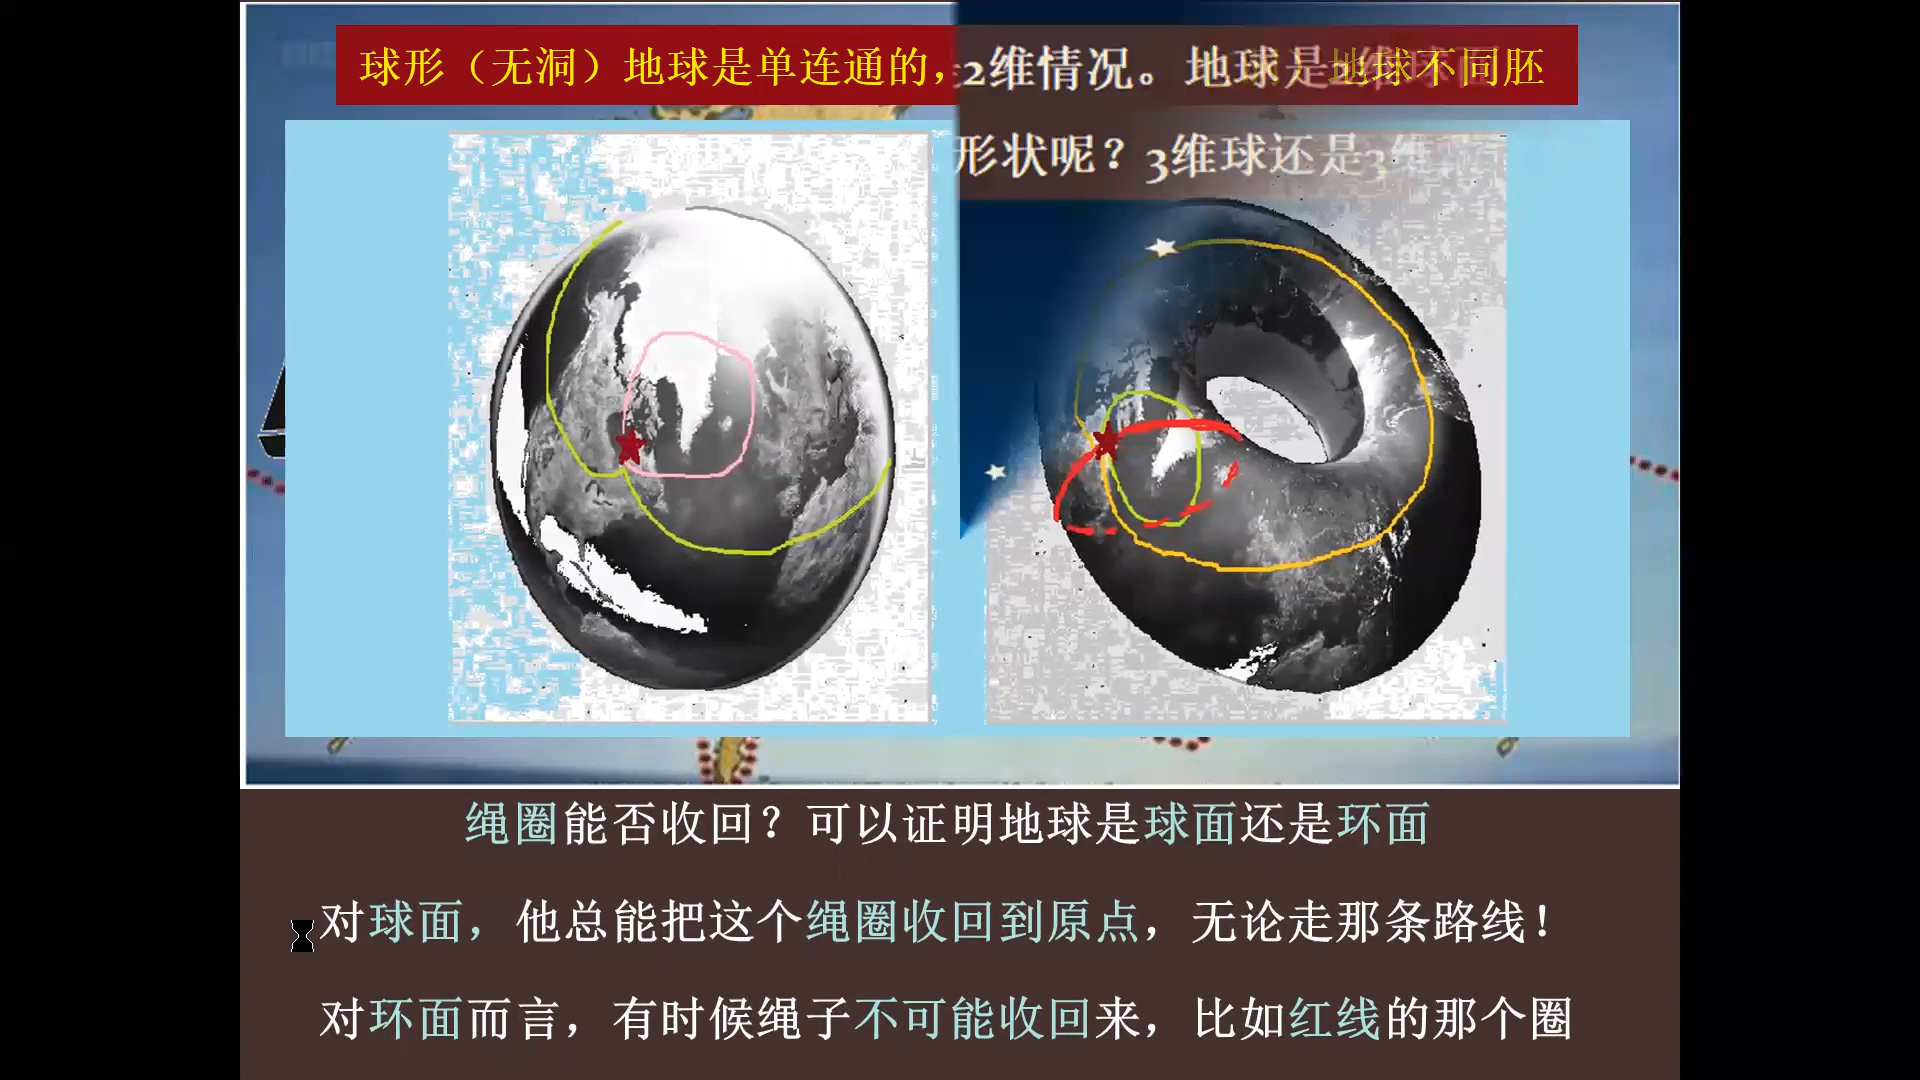 球形（无洞）地球是单连通的，2维情况。地球是地球不同胚
形状呢？3维球还是3维
绳圈能否收回？可以证明地球是球面还是环面
对球面，他总能把这个绳圈收回到原点，无论走那条路线！
对环面而言，有时候绳子不可能收回来，比如红线的那个圈